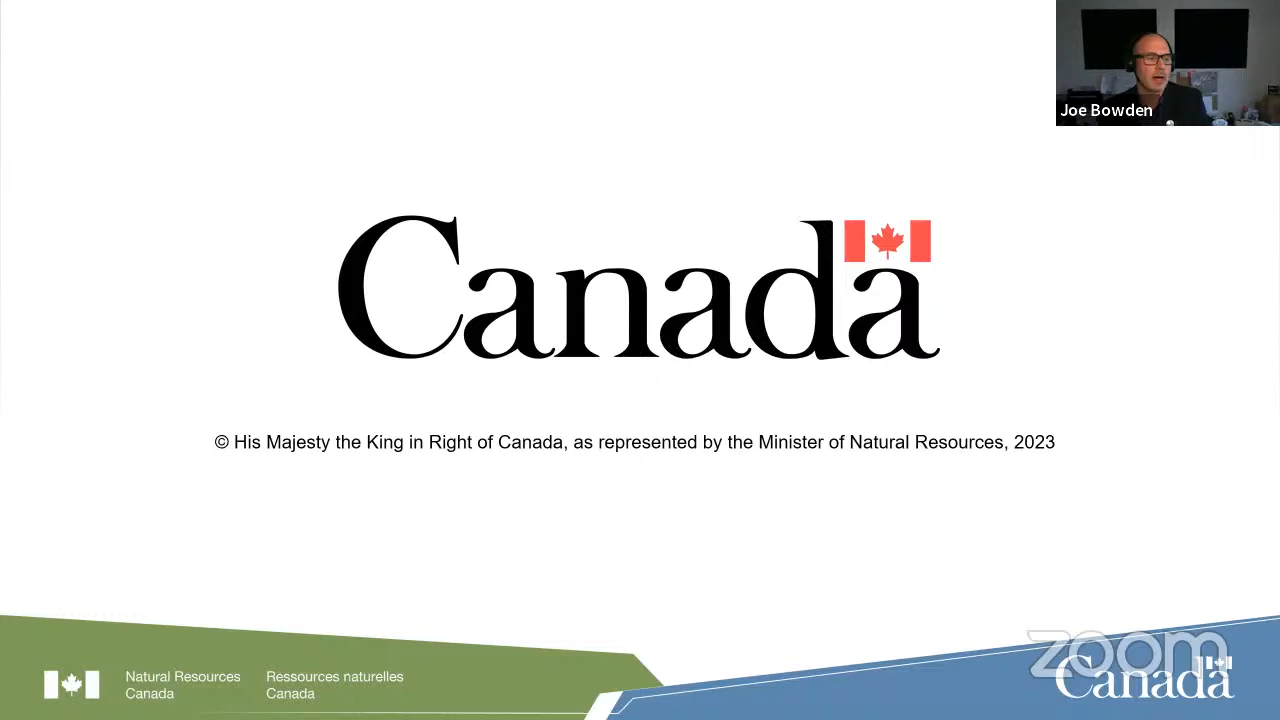 Joe Bowden
Canada
© His Majesty the King in Right of Canada, as represented by the Minister of Natural Resources, 2023
Natural Resources
Canada
Ressources naturelles
Canada
zoom
Canada